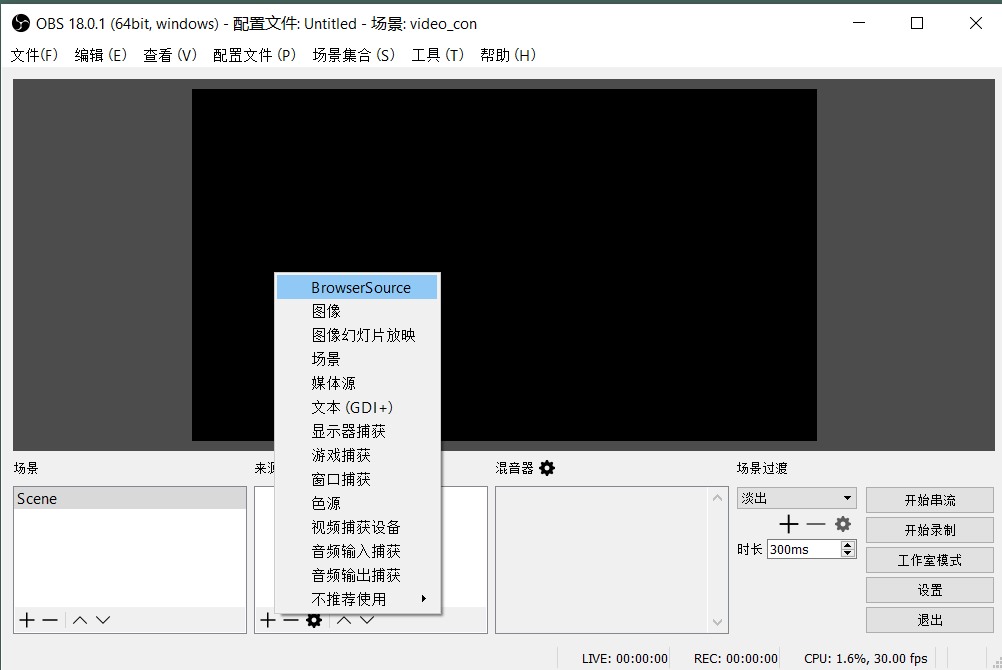 OBS 18.0.1 (64bit, windows) - 配置文件: Untitled - 场景: video_con
文件(F) 编辑 (E) 查看 (V) 配置文件 (P) 场景集合 (S) 工具 (T) 帮助 (H)
BrowserSource
图像
图像幻灯片放映
场景
媒体源
文本 (GDI+)
显示器捕获
游戏捕获
窗口捕获
色源
视频捕获设备
音频输入捕获
音频输出捕获
不推荐使用
场景
Scene
来源
混音器
场景过渡
淡出
时长 300ms
开始串流
开始录制
工作室模式
设置
退出
LIVE: 00:00:00 REC: 00:00:00 CPU: 1.6%, 30.00 fps